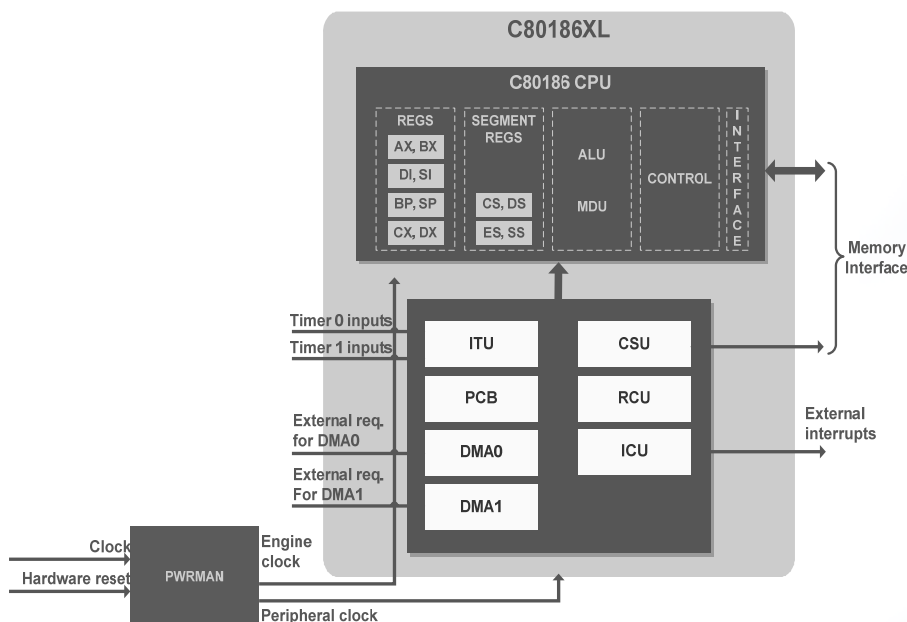 C80186XL
C80186 CPU
REGS
AX, BX
DI, SI
BP, SP
CX, DX
SEGMENT
REGS
CS, DS
ES, SS
ALU
MDU
CONTROL
INTERFACE
Memory
Interface
Timer 0 inputs
Timer 1 inputs
External req.
for DMA0
External req.
For DMA1
ITU
PCB
DMA0
DMA1
CSU
RCU
ICU
External
interrupts
Clock
Hardware reset
PWRMAN
Engine
clock
Peripheral clock